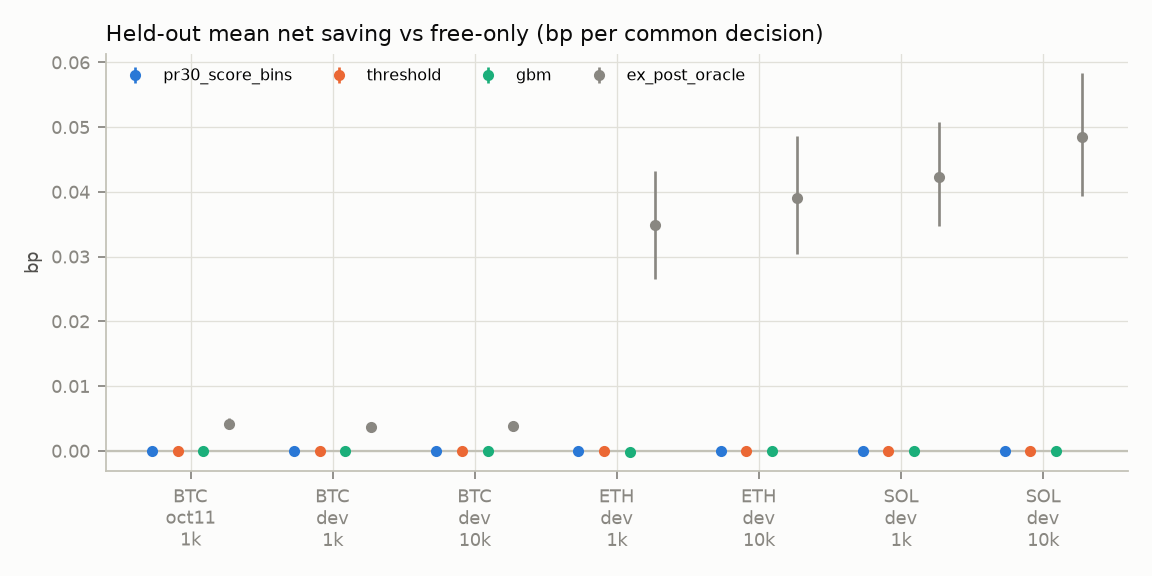 Held-out mean net saving vs free-only (bp per common decision)
pr30_score_bins threshold gbm ex_post_oracle
0.06
0.05
0.04
0.03
0.02
0.01
0.00
bp
BTC oct11 1k
BTC dev 1k
BTC dev 10k
ETH dev 1k
ETH dev 10k
SOL dev 1k
SOL dev 10k